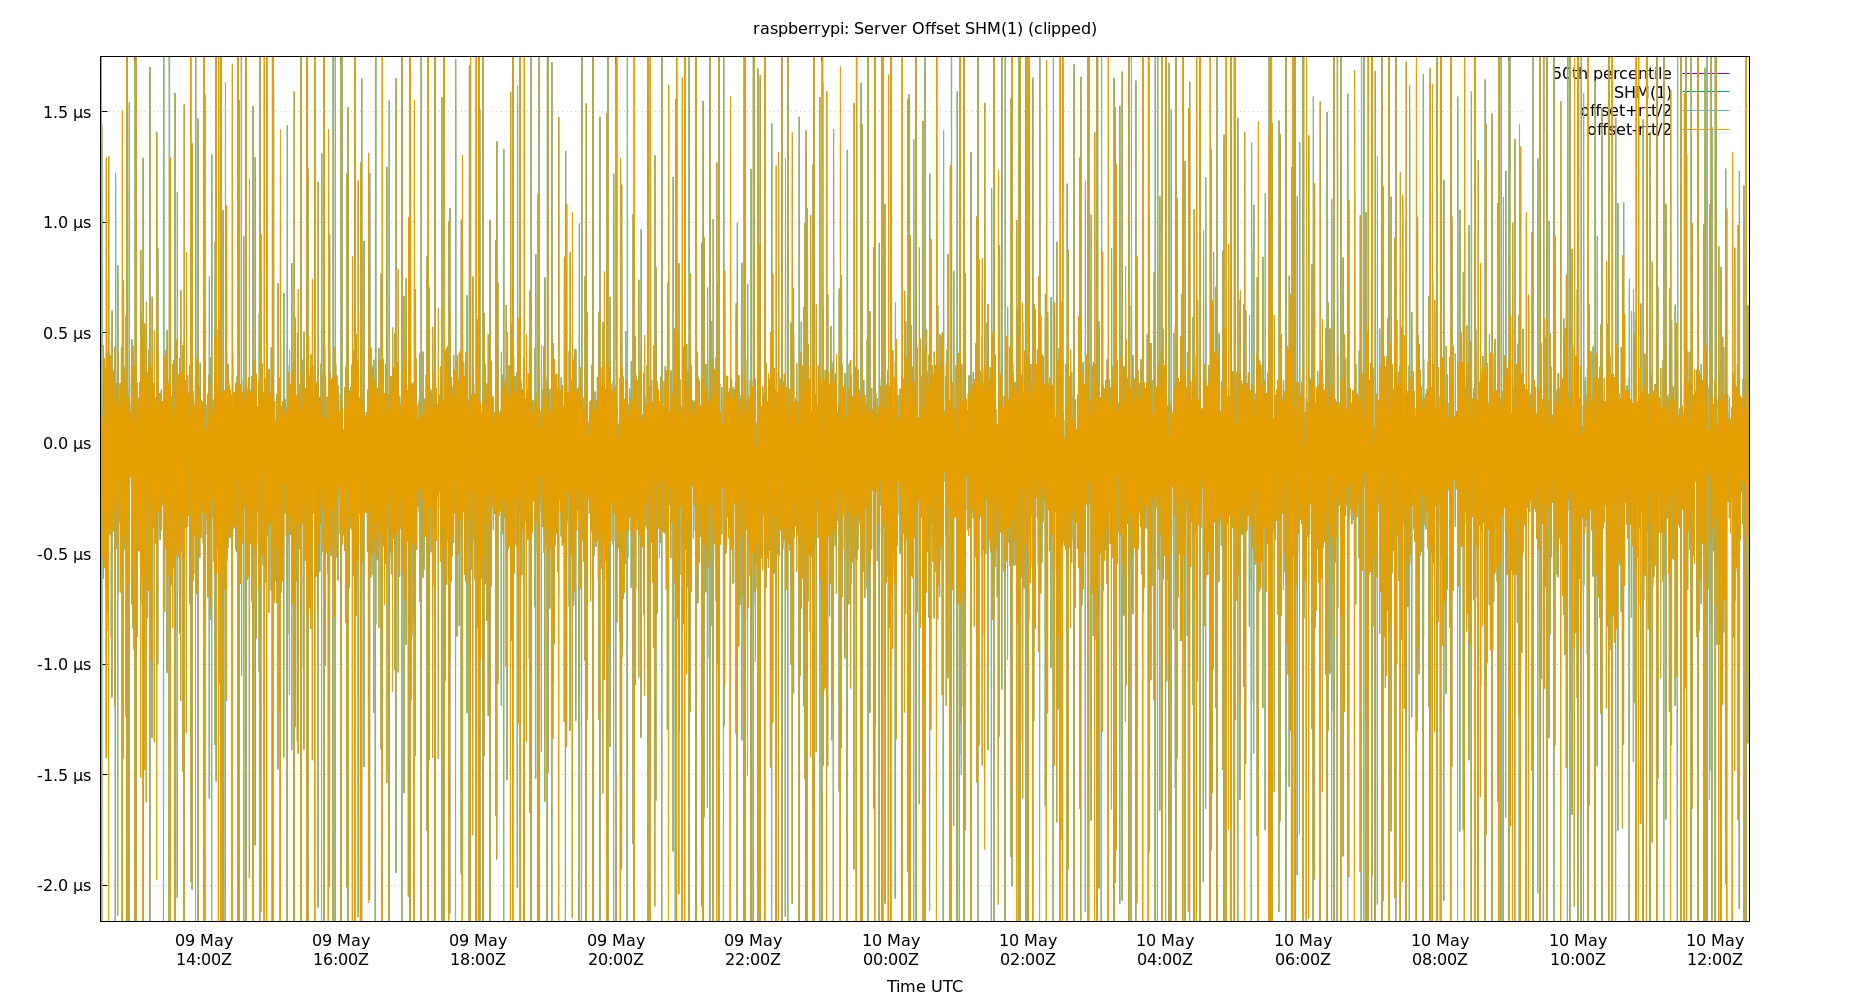 raspberrypi: Server Offset SHM(1) (clipped)
50th percentile
SHM(1)
offset+rtt/2
offset-rtt/2
1.5 µs
1.0 µs
0.5 µs
0.0 µs
-0.5 µs
-1.0 µs
-1.5 µs
-2.0 µs
09 May 09 May 09 May 09 May 09 May 10 May 10 May 10 May 10 May 10 May 10 May 10 May
14:00Z 16:00Z 18:00Z 20:00Z 22:00Z 00:00Z 02:00Z 04:00Z 06:00Z 08:00Z 10:00Z 12:00Z
Time UTC